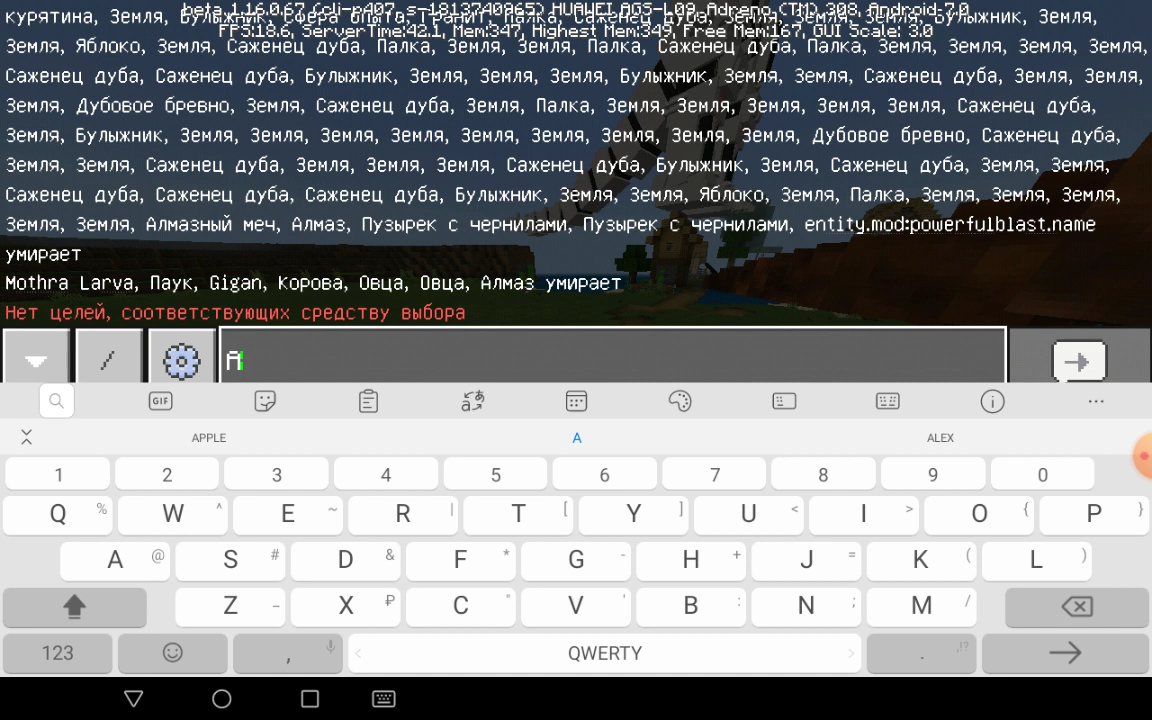 beta 1.16.0.67 HUAWEI AGS-L09, Adreno (TM) 308, Android 7.0
курятина, Земля, Булыжник, Сфера опыта, Гранит, Палка, Саженец дуба, Земля, Земля, Земля, Булыжник, Земля,
FPS:18.6, ServerTime:42.1, Mem:347, Highest Mem:349, Free Mem:167, GUI Scale: 3.0
Земля, Яблоко, Земля, Саженец дуба, Палка, Земля, Земля, Палка, Саженец дуба, Палка, Земля, Земля, Земля, Земля,
Саженец дуба, Саженец дуба, Булыжник, Земля, Земля, Земля, Булыжник, Земля, Земля, Саженец дуба, Земля, Земля,
Земля, Дубовое бревно, Земля, Саженец дуба, Земля, Палка, Земля, Земля, Земля, Земля, Земля, Саженец дуба,
Земля, Булыжник, Земля, Земля, Земля, Земля, Земля, Земля, Земля, Земля, Дубовое бревно, Саженец дуба,
Земля, Земля, Саженец дуба, Земля, Земля, Земля, Саженец дуба, Булыжник, Земля, Саженец дуба, Земля, Земля,
Саженец дуба, Саженец дуба, Саженец дуба, Булыжник, Земля, Земля, Яблоко, Земля, Палка, Земля, Земля, Земля,
Земля, Земля, Алмазный меч, Алмаз, Пузырек с чернилами, Пузырек с чернилами, entity.mod:powerfulblast.name
умирает
Mothra Larva, Паук, Gigan, Корова, Овца, Овца, Алмаз умирает
Нет целей, соответствующих средству выбора
/ A
GIF
APPLE A ALEX
1 2 3 4 5 6 7 8 9 0
Q % W ^ E ~ R | T [ Y ] U < I > O { P }
A @ S # D & F * G - H + J = K ( L )
Z _ X ₽ C " V ' B : N ; M /
123 , < QWERTY > . ,!?